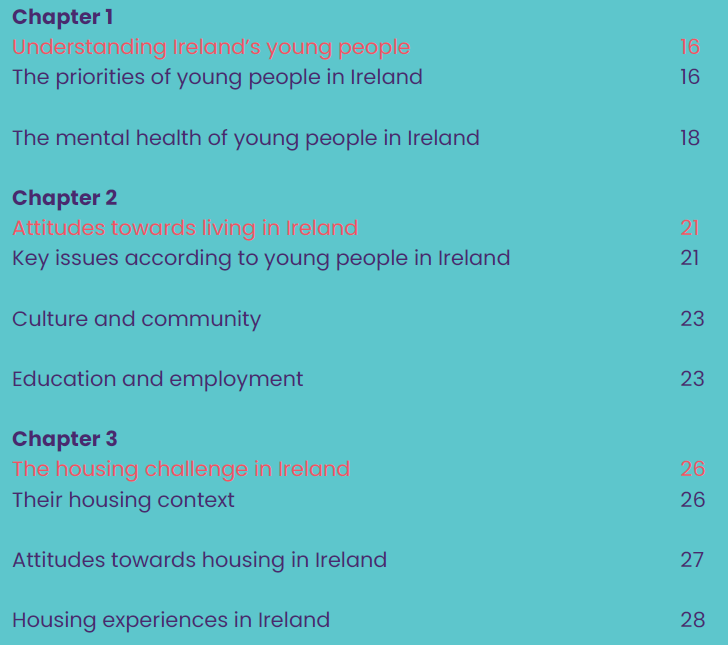 Chapter 1
Understanding Ireland’s young people 16
The priorities of young people in Ireland 16
The mental health of young people in Ireland 18
Chapter 2
Attitudes towards living in Ireland 21
Key issues according to young people in Ireland 21
Culture and community 23
Education and employment 23
Chapter 3
The housing challenge in Ireland 26
Their housing context 26
Attitudes towards housing in Ireland 27
Housing experiences in Ireland 28